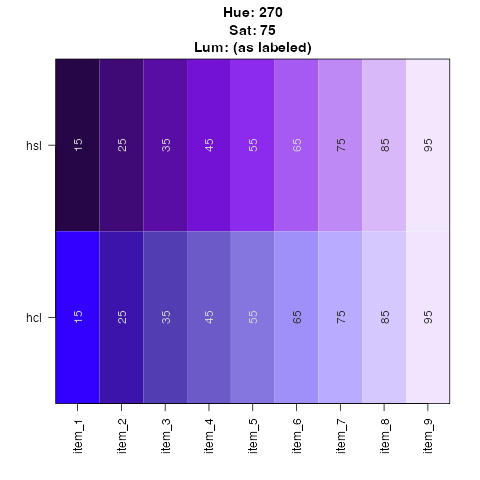 Hue: 270
Sat: 75
Lum: (as labeled)
hsl
15 25 35 45 55 65 75 85 95
hcl
15 25 35 45 55 65 75 85 95
item_1 item_2 item_3 item_4 item_5 item_6 item_7 item_8 item_9